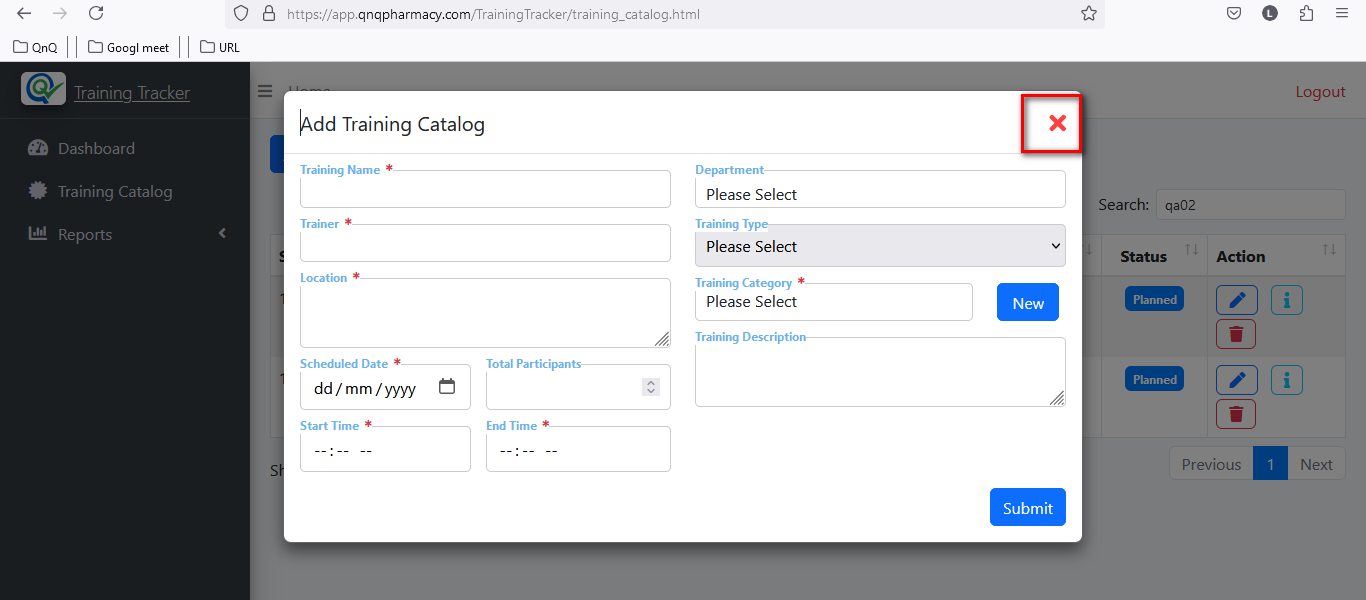 https://app.qnqpharmacy.com/TrainingTracker/training_catalog.html
L
QnQ
Googl meet
URL
Training Tracker
Home
Logout
Dashboard
Training Catalog
Reports
Add Training Catalog
Training Name *
Department
Please Select
Trainer *
Training Type
Please Select
Location *
Training Category *
Please Select
New
Training Description
Scheduled Date *
Total Participants
dd/mm/yyyy
Start Time *
End Time *
--:-- --
--:-- --
Submit
Search: qa02
Status
Action
Planned
Planned
Previous 1 Next